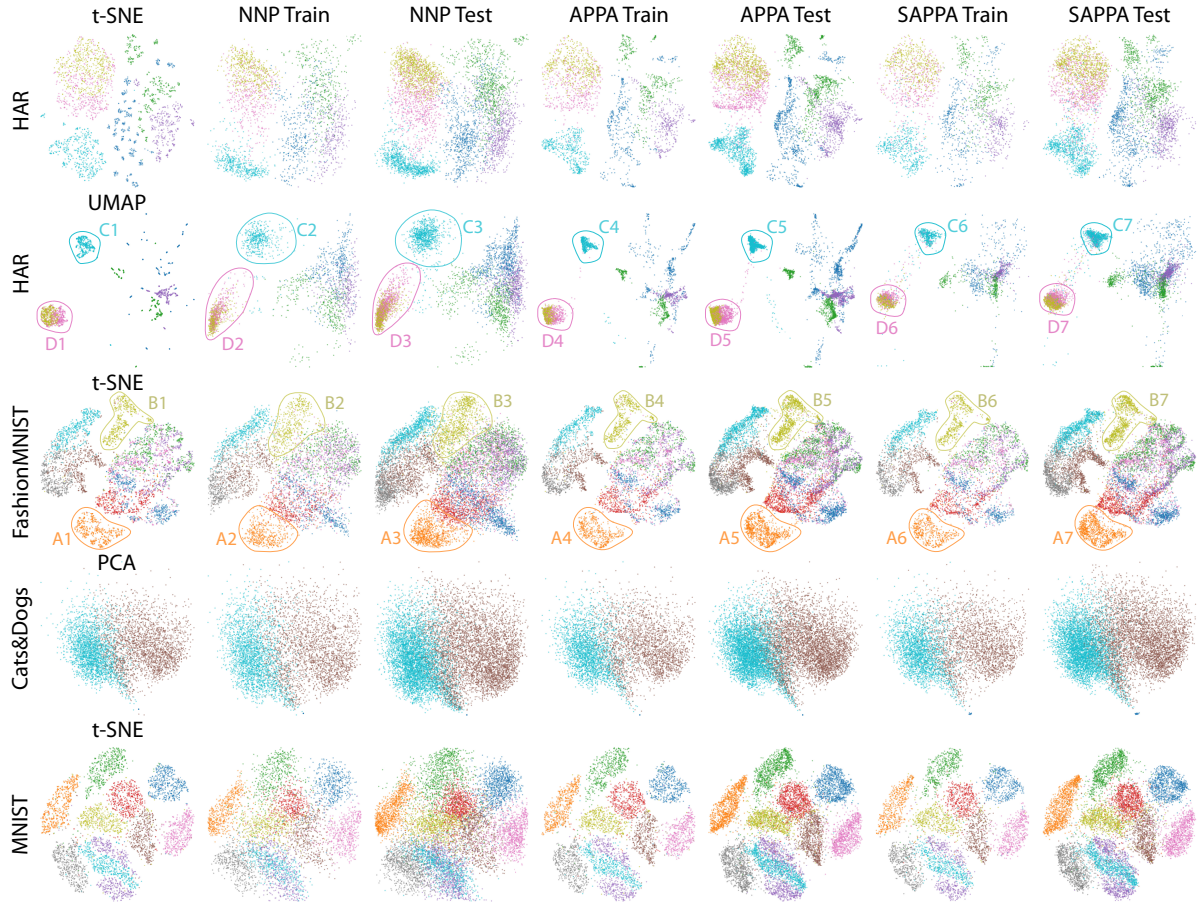 t-SNE NNP Train NNP Test APPA Train APPA Test SAPPA Train SAPPA Test
HAR
UMAP
HAR
C1 C2 C3 C4 C5 C6 C7
D1 D2 D3 D4 D5 D6 D7
t-SNE
FashionMNIST
B1 B2 B3 B4 B5 B6 B7
A1 A2 A3 A4 A5 A6 A7
PCA
Cats&Dogs
t-SNE
MNIST